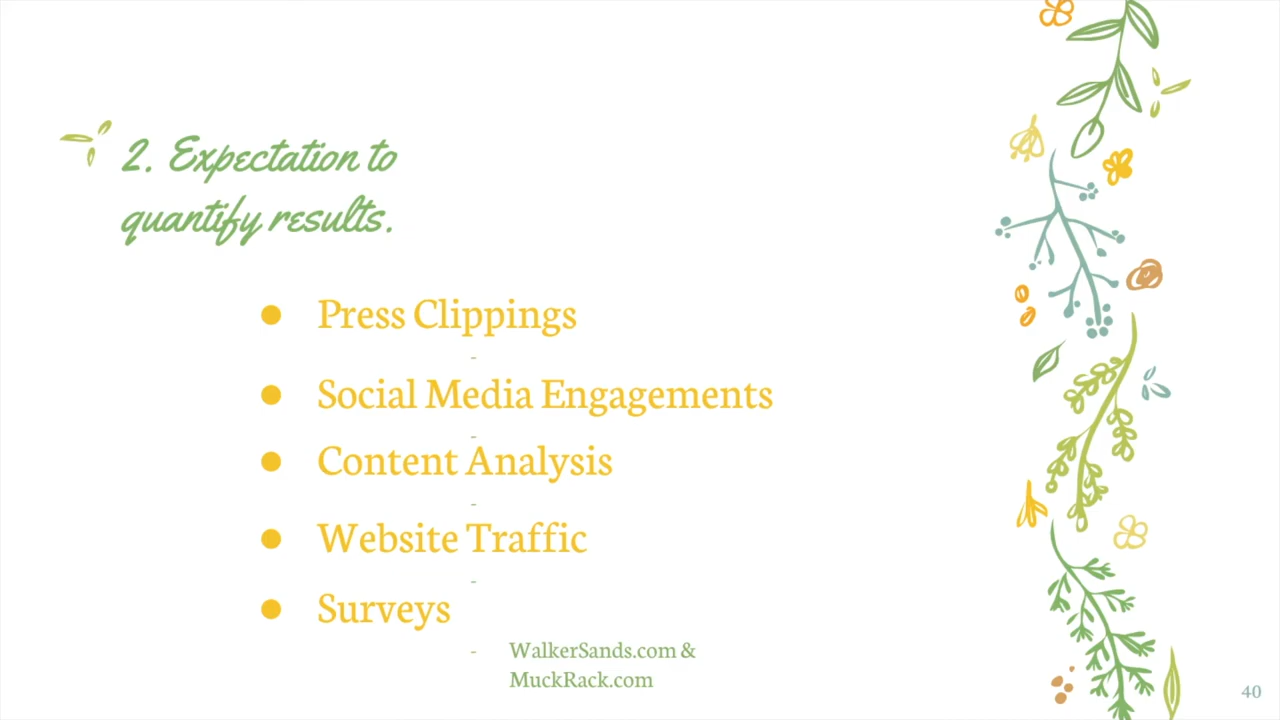 2. Expectation to
quantify results.
● Press Clippings
-
● Social Media Engagements
-
● Content Analysis
-
● Website Traffic
-
● Surveys
- WalkerSands.com &
MuckRack.com
40